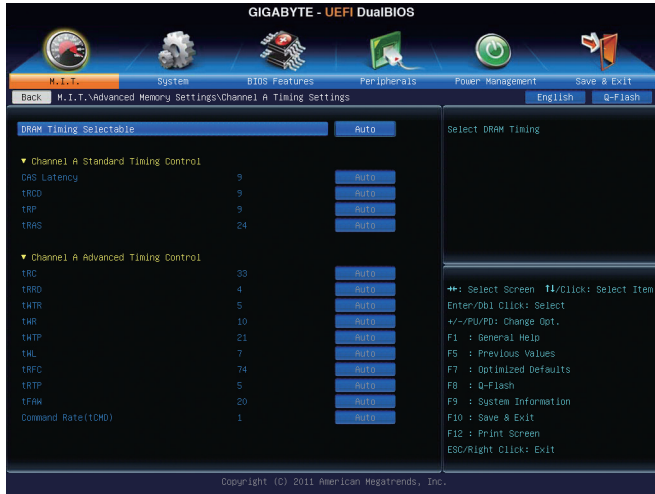 GIGABYTE - UEFI DualBIOS
M.I.T. System BIOS Features Peripherals Power Management Save & Exit
Back M.I.T.\Advanced Memory Settings\Channel A Timing Settings English Q-Flash
DRAM Timing Selectable Auto
▼ Channel A Standard Timing Control
CAS Latency 9 Auto
tRCD 9 Auto
tRP 9 Auto
tRAS 24 Auto
▼ Channel A Advanced Timing Control
tRC 33 Auto
tRRD 4 Auto
tWTR 5 Auto
tWR 10 Auto
tWTP 21 Auto
tWL 7 Auto
tRFC 74 Auto
tRTP 5 Auto
tFAW 20 Auto
Command Rate(tCMD) 1 Auto
Select DRAM Timing
→←: Select Screen ↑↓/Click: Select Item
Enter/Dbl Click: Select
+/-/PU/PD: Change Opt.
F1 : General Help
F5 : Previous Values
F7 : Optimized Defaults
F8 : Q-Flash
F9 : System Information
F10 : Save & Exit
F12 : Print Screen
ESC/Right Click: Exit
Copyright (C) 2011 American Megatrends, Inc.